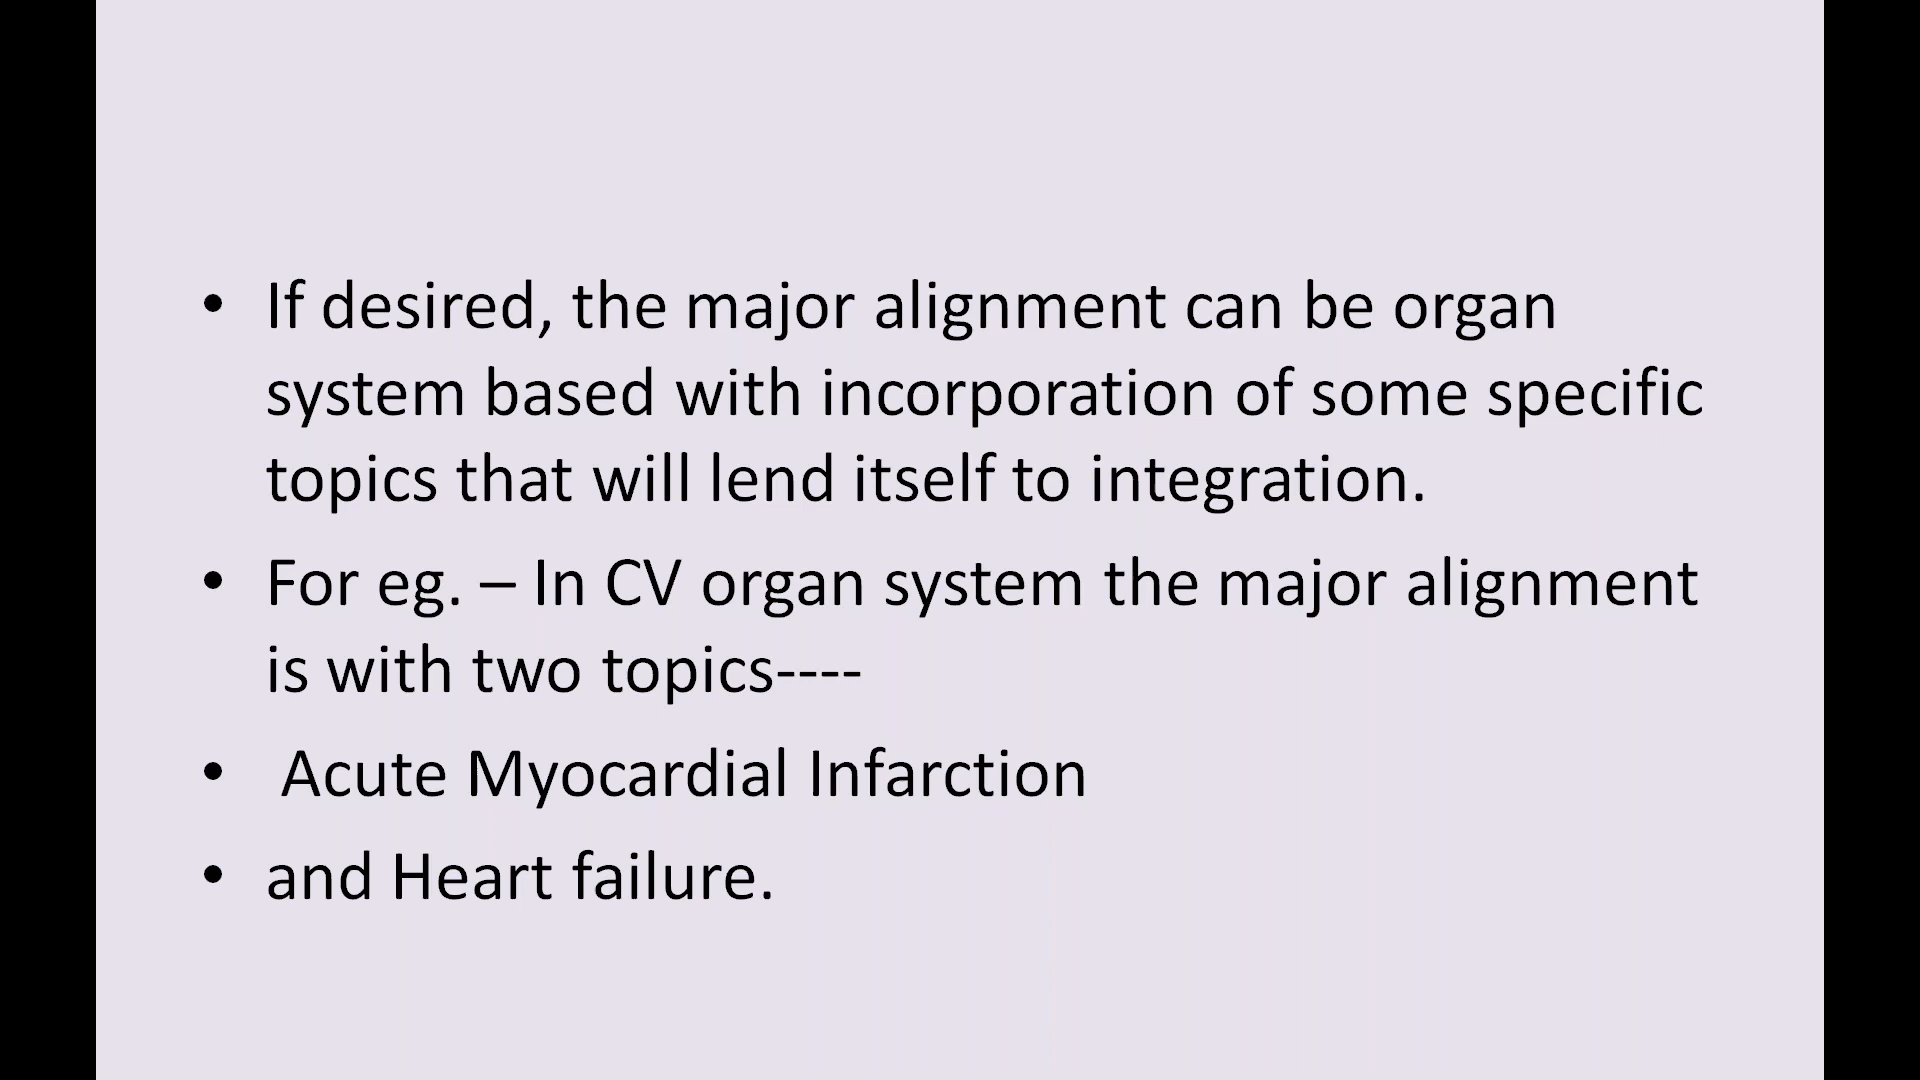 • If desired, the major alignment can be organ
system based with incorporation of some specific
topics that will lend itself to integration.
• For eg. – In CV organ system the major alignment
is with two topics----
• Acute Myocardial Infarction
• and Heart failure.